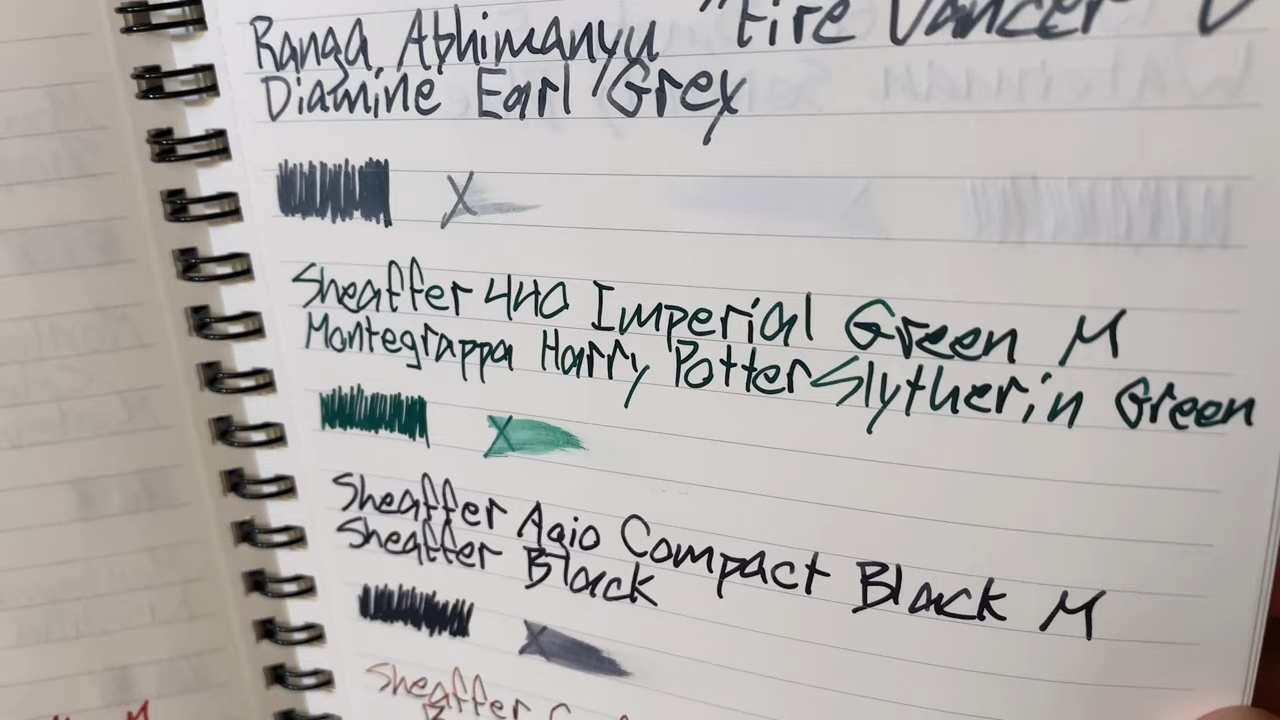 Ranga Abhimanyu "Fire Dancer"
Diamine Earl Grey
X
Sheaffer 440 Imperial Green M
Montegrappa Harry Potter Slytherin Green
X
Sheaffer Agio Compact Black M
Sheaffer Black
X
Sheaffer